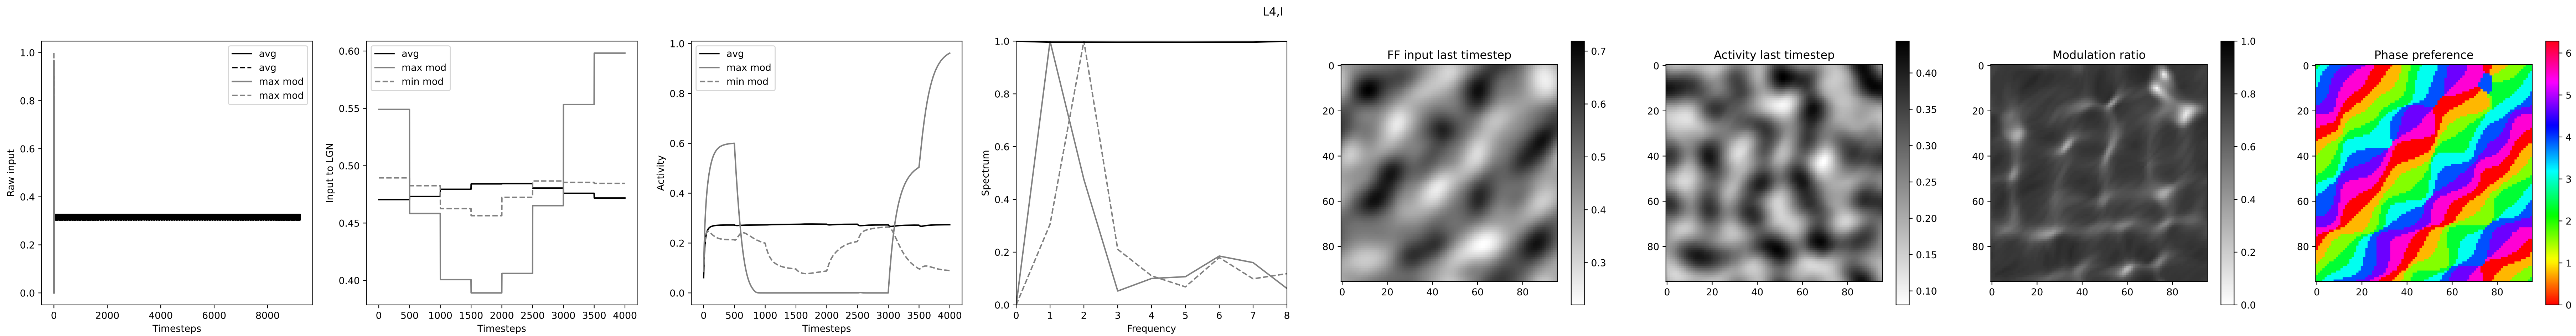 L4,I
avg
avg
max mod
max mod
1.0
0.8
0.6
0.4
0.2
0.0
Raw input
0 2000 4000 6000 8000
Timesteps
avg
max mod
min mod
0.60
0.55
0.50
0.45
0.40
Input to LGN
0 500 1000 1500 2000 2500 3000 3500 4000
Timesteps
avg
max mod
min mod
1.0
0.8
0.6
0.4
0.2
0.0
Activity
0 500 1000 1500 2000 2500 3000 3500 4000
Timesteps
1.0
0.8
0.6
0.4
0.2
0.0
Spectrum
0 1 2 3 4 5 6 7 8
Frequency
FF input last timestep
0
20
40
60
80
0 20 40 60 80
0.7
0.6
0.5
0.4
0.3
Activity last timestep
0
20
40
60
80
0 20 40 60 80
0.40
0.35
0.30
0.25
0.20
0.15
0.10
Modulation ratio
0
20
40
60
80
0 20 40 60 80
1.0
0.8
0.6
0.4
0.2
0.0
Phase preference
0
20
40
60
80
0 20 40 60 80
6
5
4
3
2
1
0